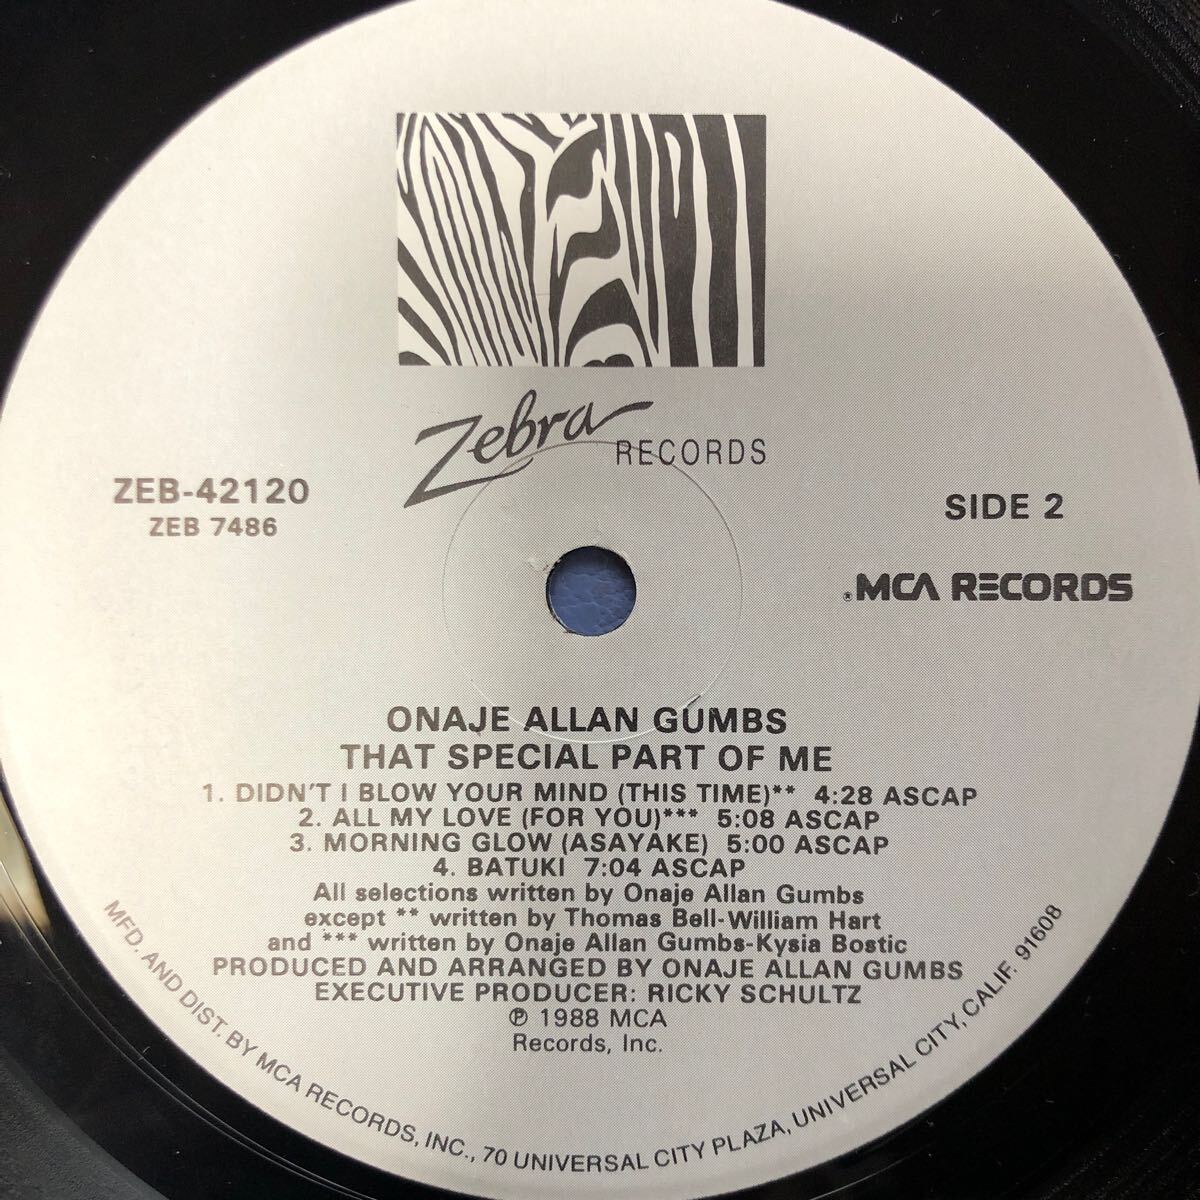 Zebra RECORDS
ZEB-42120
ZEB 7486
SIDE 2
®MCA RECORDS
ONAJE ALLAN GUMBS
THAT SPECIAL PART OF ME
1. DIDN'T I BLOW YOUR MIND (THIS TIME)** 4:28 ASCAP
2. ALL MY LOVE (FOR YOU)*** 5:08 ASCAP
3. MORNING GLOW (ASAYAKE) 5:00 ASCAP
4. BATUKI 7:04 ASCAP
All selections written by Onaje Allan Gumbs
except ** written by Thomas Bell-William Hart
and *** written by Onaje Allan Gumbs-Kysia Bostic
PRODUCED AND ARRANGED BY ONAJE ALLAN GUMBS
EXECUTIVE PRODUCER: RICKY SCHULTZ
℗ 1988 MCA
Records, Inc.
MFD. AND DIST. BY MCA RECORDS, INC., 70 UNIVERSAL CITY PLAZA, UNIVERSAL CITY, CALIF. 91608